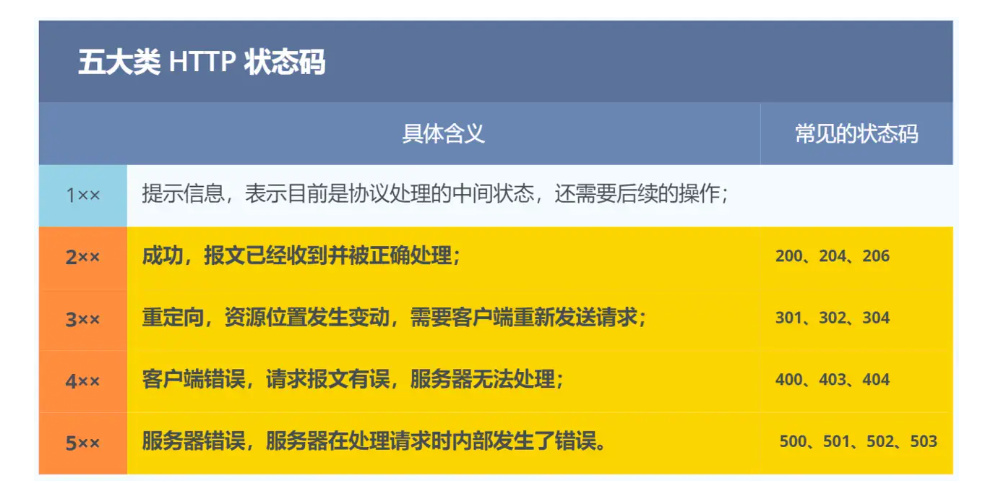 五大类 HTTP 状态码
具体含义 常见的状态码
1×× 提示信息，表示目前是协议处理的中间状态，还需要后续的操作；
2×× 成功，报文已经收到并被正确处理； 200、204、206
3×× 重定向，资源位置发生变动，需要客户端重新发送请求； 301、302、304
4×× 客户端错误，请求报文有误，服务器无法处理； 400、403、404
5×× 服务器错误，服务器在处理请求时内部发生了错误。 500、501、502、503